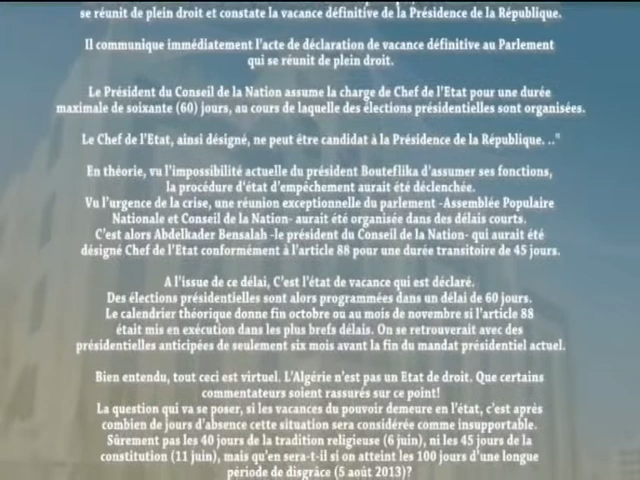 se réunit de plein droit et constate la vacance définitive de la Présidence de la République.
Il communique immédiatement l'acte de déclaration de vacance définitive au Parlement
qui se réunit de plein droit.
Le Président du Conseil de la Nation assume la charge de Chef de l'Etat pour une durée
maximale de soixante (60) jours, au cours de laquelle des élections présidentielles sont organisées.
Le Chef de l'Etat, ainsi désigné, ne peut être candidat à la Présidence de la République. .."
En théorie, vu l'impossibilité actuelle du président Bouteflika d'assumer ses fonctions,
la procédure d'état d'empéchement aurait été déclenchée.
Vu l'urgence de la crise, une réunion exceptionnelle du parlement -Assemblée Populaire
Nationale et Conseil de la Nation- aurait été organisée dans des délais courts.
C'est alors Abdelkader Bensalah -le président du Conseil de la Nation- qui aurait été
désigné Chef de l'Etat conformément à l'article 88 pour une durée transitoire de 45 jours.
A l'issue de ce délai, C'est l'état de vacance qui est déclaré.
Des élections présidentielles sont alors programmées dans un délai de 60 jours.
Le calendrier théorique donne fin octobre ou au mois de novembre si l'article 88
était mis en exécution dans les plus brefs délais. On se retrouverait avec des
présidentielles anticipées de seulement six mois avant la fin du mandat présidentiel actuel.
Bien entendu, tout ceci est virtuel. L'Algérie n'est pas un Etat de droit. Que certains
commentateurs soient rassurés sur ce point!
La question qui va se poser, si les vacances du pouvoir demeure en l'état, c'est après
combien de jours d'absence cette situation sera considérée comme insupportable.
Sûrement pas les 40 jours de la tradition religieuse (6 juin), ni les 45 jours de la
constitution (11 juin), mais qu'en sera-t-il si on atteint les 100 jours d'une longue
période de disgrâce (5 août 2013)?